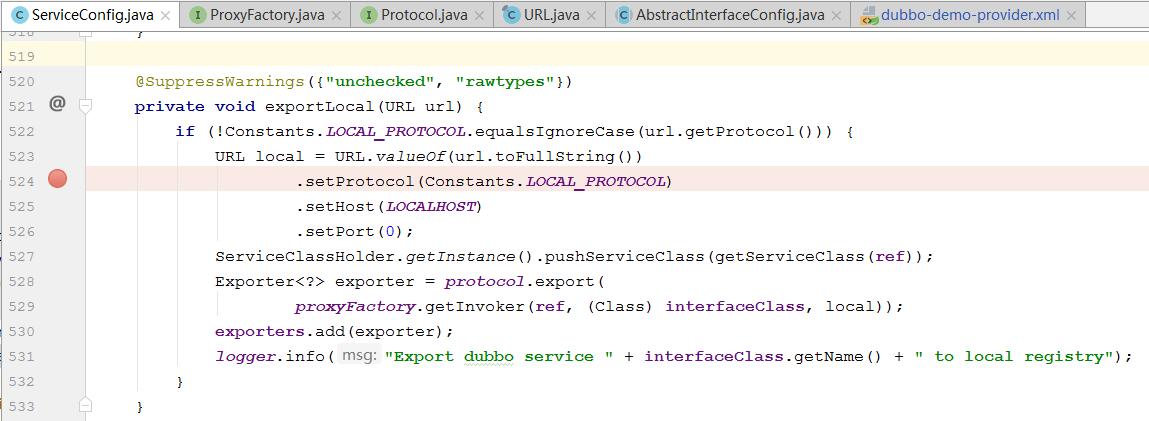 ServiceConfig.java × ProxyFactory.java × Protocol.java × URL.java × AbstractInterfaceConfig.java × dubbo-demo-provider.xml ×
518 }
519
520 @SuppressWarnings({"unchecked", "rawtypes"})
521 @ private void exportLocal(URL url) {
522 if (!Constants.LOCAL_PROTOCOL.equalsIgnoreCase(url.getProtocol())) {
523 URL local = URL.valueOf(url.toFullString())
524 .setProtocol(Constants.LOCAL_PROTOCOL)
525 .setHost(LOCALHOST)
526 .setPort(0);
527 ServiceClassHolder.getInstance().pushServiceClass(getServiceClass(ref));
528 Exporter<?> exporter = protocol.export(
529 proxyFactory.getInvoker(ref, (Class) interfaceClass, local));
530 exporters.add(exporter);
531 logger.info( msg: "Export dubbo service " + interfaceClass.getName() + " to local registry");
532 }
533 }